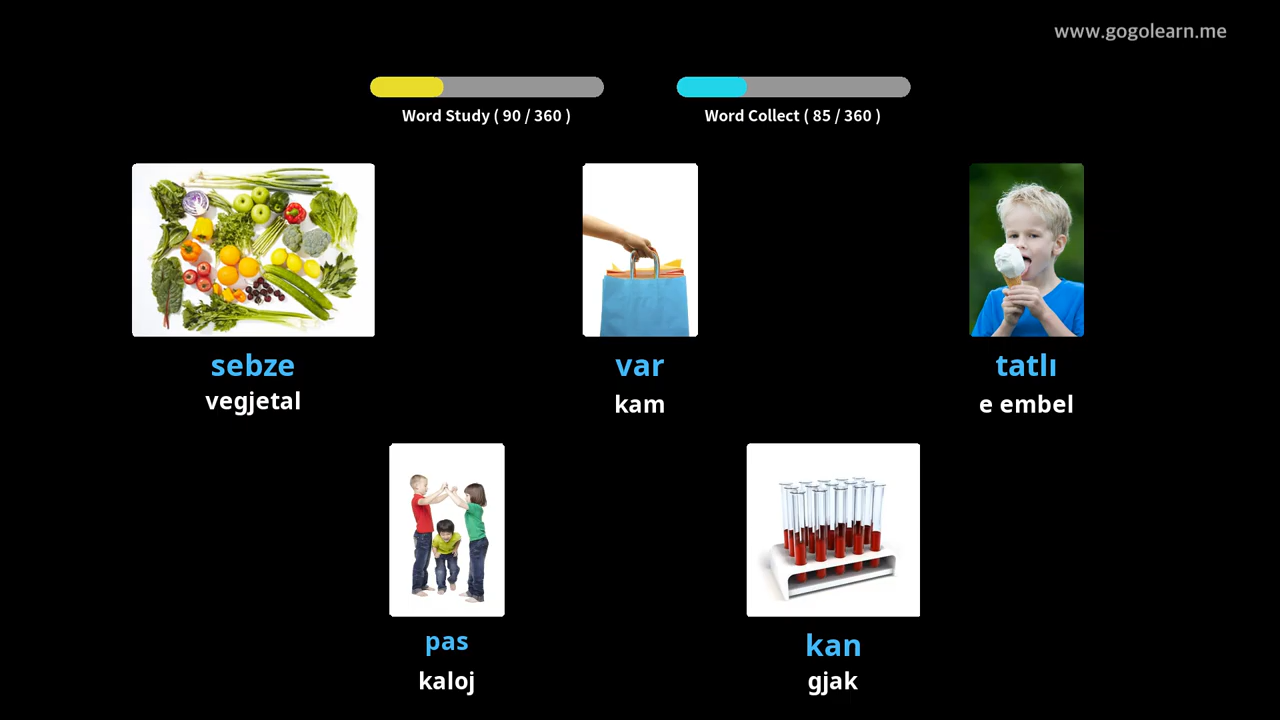 www.gogolearn.me
Word Study ( 90 / 360 )
Word Collect ( 85 / 360 )
sebze
vegjetal
var
kam
tatlı
e embel
pas
kaloj
kan
gjak